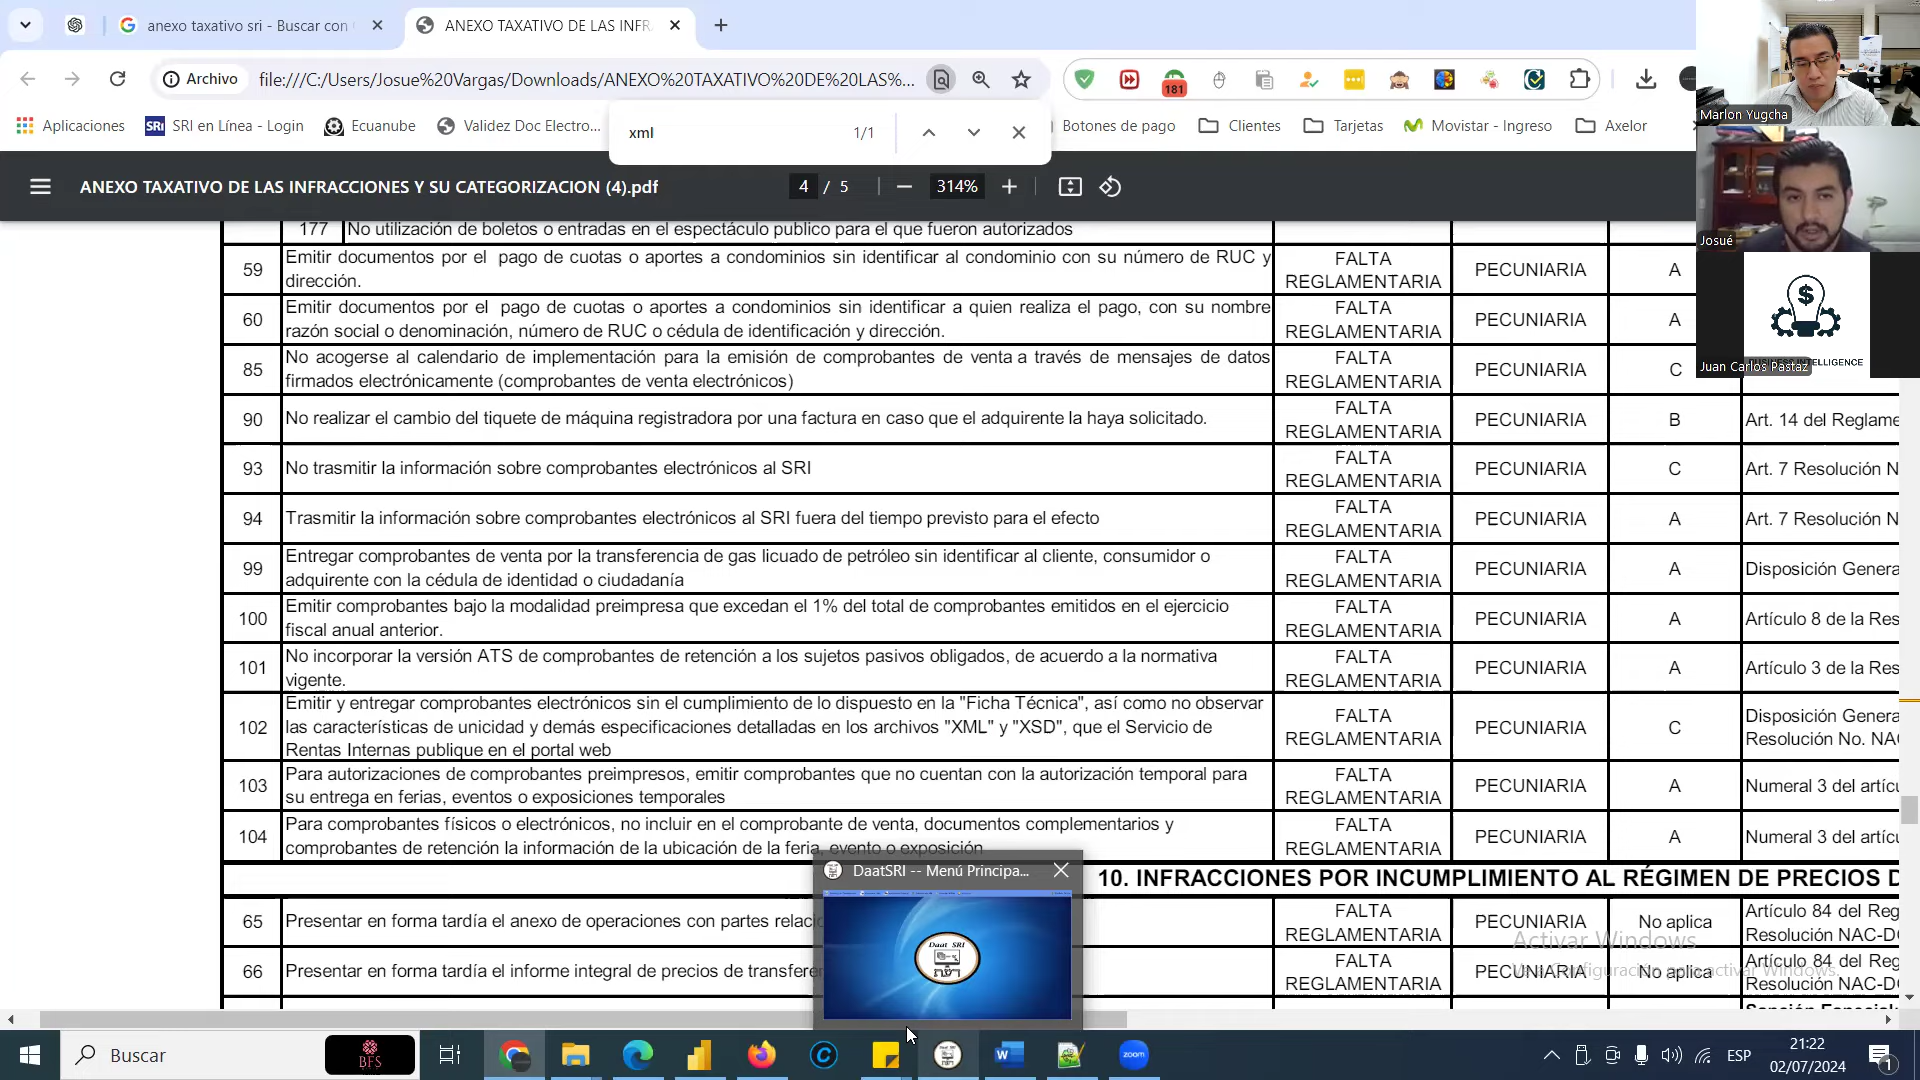 anexo taxativo sri - Buscar con
ANEXO TAXATIVO DE LAS INFR
Archivo
file:///C:/Users/Josue%20Vargas/Downloads/ANEXO%20TAXATIVO%20DE%20LAS%...
181
Aplicaciones
SRI
SRI en Línea - Login
Ecuanube
Validez Doc Electro...
Botones de pago
Clientes
Tarjetas
Movistar - Ingreso
Axelor
xml
1/1
ANEXO TAXATIVO DE LAS INFRACCIONES Y SU CATEGORIZACION (4).pdf
4 / 5
314%
Marlon Yugcha
Josué
Juan Carlos Pastaz
177 No utilización de boletos o entradas en el espectáculo publico para el que fueron autorizados
59 Emitir documentos por el pago de cuotas o aportes a condominios sin identificar al condominio con su número de RUC y
dirección.
FALTA
REGLAMENTARIA
PECUNIARIA
A
60 Emitir documentos por el pago de cuotas o aportes a condominios sin identificar a quien realiza el pago, con su nombre
razón social o denominación, número de RUC o cédula de identificación y dirección.
FALTA
REGLAMENTARIA
PECUNIARIA
A
85 No acogerse al calendario de implementación para la emisión de comprobantes de venta a través de mensajes de datos
firmados electrónicamente (comprobantes de venta electrónicos)
FALTA
REGLAMENTARIA
PECUNIARIA
C
90 No realizar el cambio del tiquete de máquina registradora por una factura en caso que el adquirente la haya solicitado.
FALTA
REGLAMENTARIA
PECUNIARIA
B
Art. 14 del Reglame
93 No trasmitir la información sobre comprobantes electrónicos al SRI
FALTA
REGLAMENTARIA
PECUNIARIA
C
Art. 7 Resolución N
94 Trasmitir la información sobre comprobantes electrónicos al SRI fuera del tiempo previsto para el efecto
FALTA
REGLAMENTARIA
PECUNIARIA
A
Art. 7 Resolución N
99 Entregar comprobantes de venta por la transferencia de gas licuado de petróleo sin identificar al cliente, consumidor o
adquirente con la cédula de identidad o ciudadanía
FALTA
REGLAMENTARIA
PECUNIARIA
A
Disposición Genera
100 Emitir comprobantes bajo la modalidad preimpresa que excedan el 1% del total de comprobantes emitidos en el ejercicio
fiscal anual anterior.
FALTA
REGLAMENTARIA
PECUNIARIA
A
Artículo 8 de la Res
101 No incorporar la versión ATS de comprobantes de retención a los sujetos pasivos obligados, de acuerdo a la normativa
vigente.
FALTA
REGLAMENTARIA
PECUNIARIA
A
Artículo 3 de la Res
102 Emitir y entregar comprobantes electrónicos sin el cumplimiento de lo dispuesto en la "Ficha Técnica", así como no observar
las características de unicidad y demás especificaciones detalladas en los archivos "XML" y "XSD", que el Servicio de
Rentas Internas publique en el portal web
FALTA
REGLAMENTARIA
PECUNIARIA
C
Disposición Genera
Resolución No. NA
103 Para autorizaciones de comprobantes preimpresos, emitir comprobantes que no cuentan con la autorización temporal para
su entrega en ferias, eventos o exposiciones temporales
FALTA
REGLAMENTARIA
PECUNIARIA
A
Numeral 3 del artícu
104 Para comprobantes físicos o electrónicos, no incluir en el comprobante de venta, documentos complementarios y
comprobantes de retención la información de la ubicación de la feria, evento o exposición
FALTA
REGLAMENTARIA
PECUNIARIA
A
Numeral 3 del artícu
10. INFRACCIONES POR INCUMPLIMIENTO AL RÉGIMEN DE PRECIOS D
65 Presentar en forma tardía el anexo de operaciones con partes relaci
FALTA
REGLAMENTARIA
PECUNIARIA
No aplica
Artículo 84 del Reg
Resolución NAC-DG
66 Presentar en forma tardía el informe integral de precios de transferen
FALTA
REGLAMENTARIA
PECUNIARIA
No aplica
Artículo 84 del Reg
Resolución NAC-DG
Activar Windows
DaatSRI -- Menú Principa...
Daat SRI
Buscar
BFS
zoom
ESP
21:22
02/07/2024
1